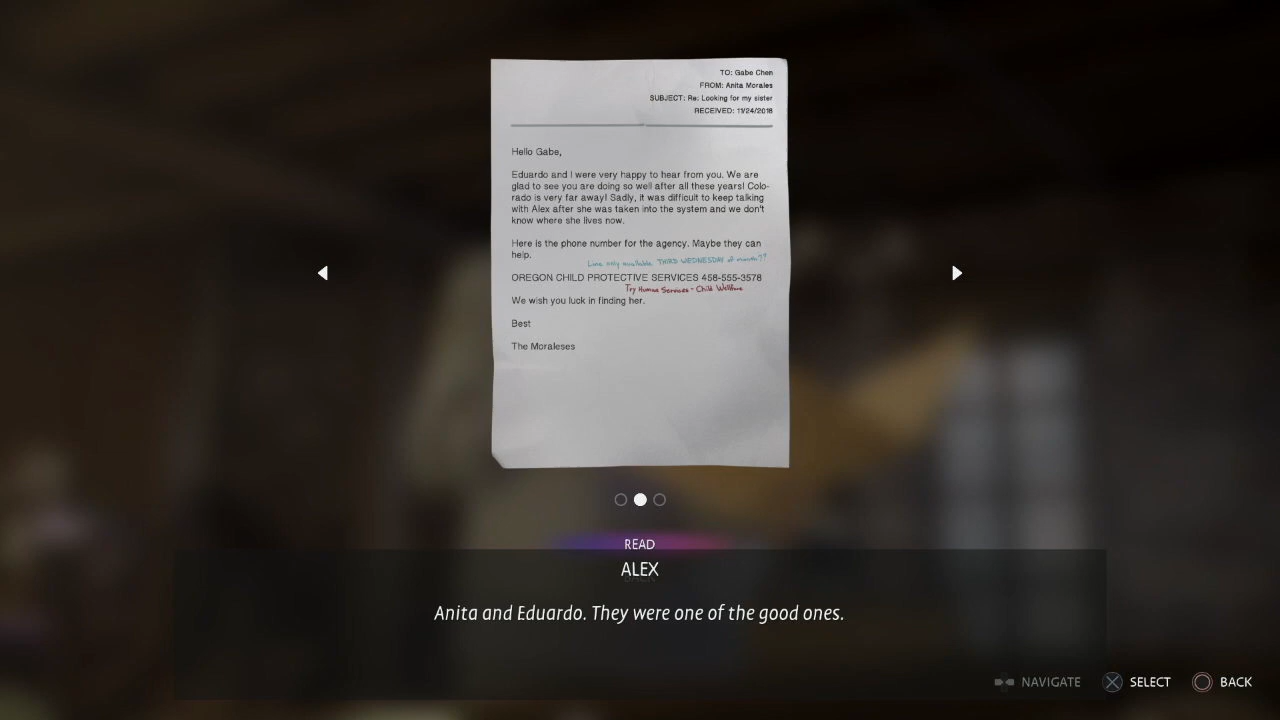 TO: Gabe Chen
FROM: Anita Morales
SUBJECT: Re: Looking for my sister
RECEIVED: 11/24/2018
Hello Gabe,
Eduardo and I were very happy to hear from you. We are
glad to see you are doing so well after all these years! Colo-
rado is very far away! Sadly, it was difficult to keep talking
with Alex after she was taken into the system and we don't
know where she lives now.
Here is the phone number for the agency. Maybe they can
help.
Line only available THIRD WEDNESDAY of month??
OREGON CHILD PROTECTIVE SERVICES 458-555-3578
Try Human Services - Child Welfare
We wish you luck in finding her.
Best
The Moraleses
READ
ALEX
Anita and Eduardo. They were one of the good ones.
NAVIGATE SELECT BACK